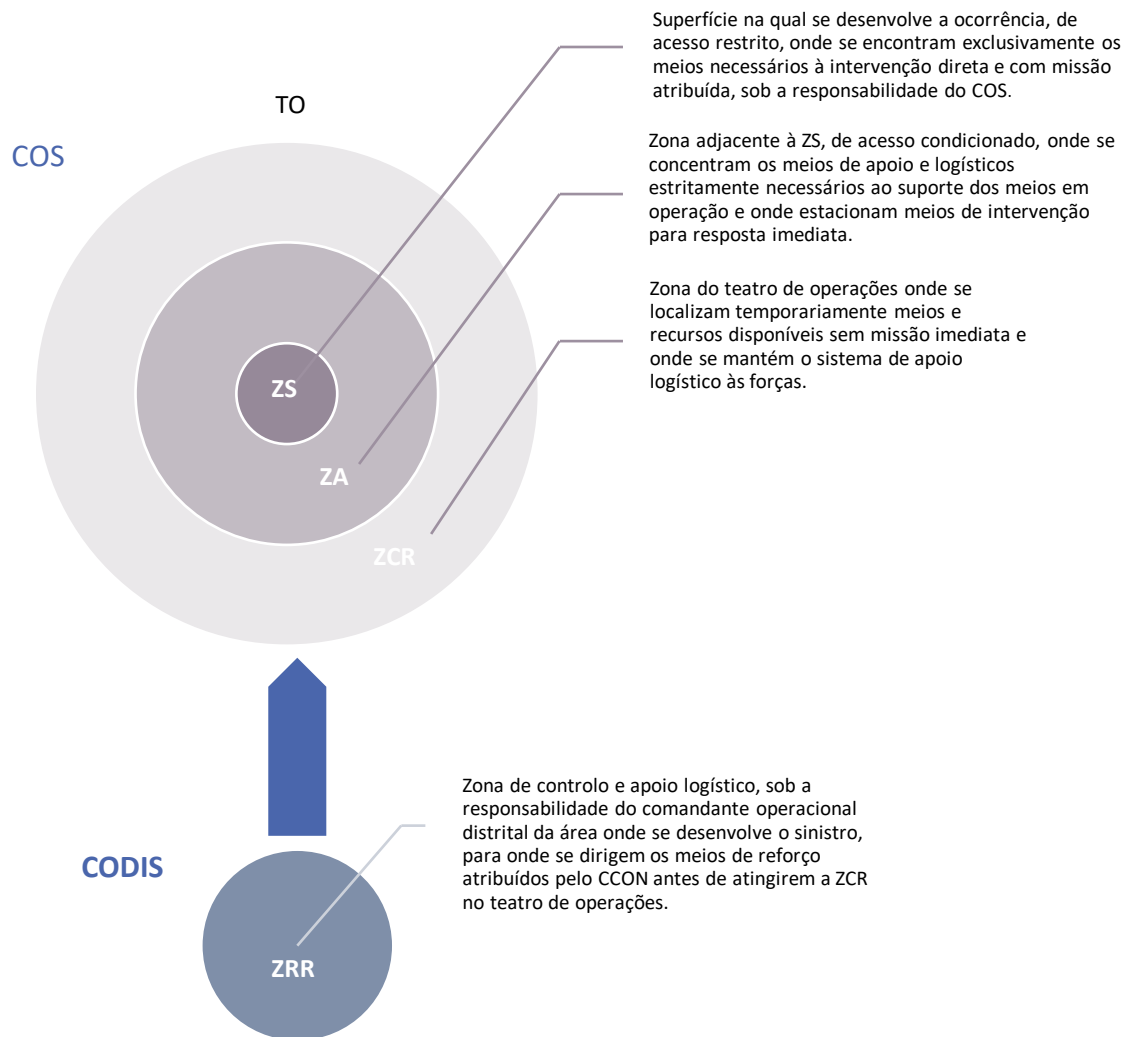 Superfície na qual se desenvolve a ocorrência, de
acesso restrito, onde se encontram exclusivamente os
meios necessários à intervenção direta e com missão
atribuída, sob a responsabilidade do COS.
TO
COS
Zona adjacente à ZS, de acesso condicionado, onde se
concentram os meios de apoio e logísticos
estritamente necessários ao suporte dos meios em
operação e onde estacionam meios de intervenção
para resposta imediata.
Zona do teatro de operações onde se
localizam temporariamente meios e
recursos disponíveis sem missão imediata e
onde se mantém o sistema de apoio
logístico às forças.
ZS
ZA
ZCR
Zona de controlo e apoio logístico, sob a
responsabilidade do comandante operacional
distrital da área onde se desenvolve o sinistro,
para onde se dirigem os meios de reforço
atribuídos pelo CCON antes de atingirem a ZCR
no teatro de operações.
CODIS
ZRR